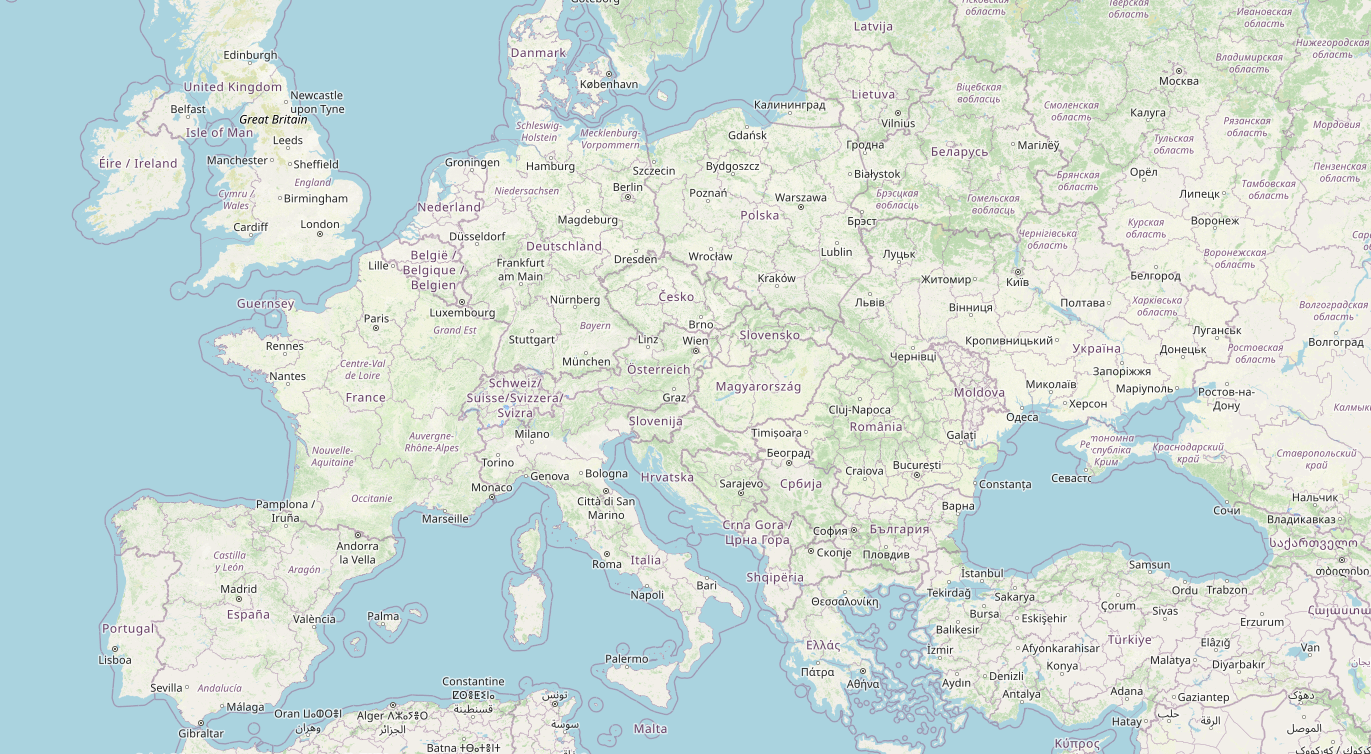 Göteborg
Псковская
область
Тверская
область
Ивановская
область
Latvija
Нижегородская
область
Edinburgh
Danmark
København
Москва
Владимирская
область
United Kingdom
Newcastle
upon Tyne
Belfast
Great Britain
Isle of Man
Leeds
Калининград
Lietuva
Vilnius
Віцебская
вобласць
Смоленская
область
Калуга
Рязанская
область
Мордовия
Schleswig-
Holstein
Mecklenburg-
Vorpommern
Gdańsk
Гродна
Беларусь
Магілёў
Тульская
область
Éire / Ireland
Manchester
Sheffield
Groningen
Hamburg
Szczecin
Bydgoszcz
Białystok
Брянская
область
Орёл
Пензенская
область
Cymru /
Wales
England
Birmingham
Niedersachsen
Berlin
Poznań
Warszawa
Брэсцкая
вобласць
Гомельская
вобласць
Липецк
Тамбовская
область
Cardiff
London
Nederland
Magdeburg
Polska
Брэст
Чернігівська
область
Курская
область
Воронеж
Düsseldorf
Deutschland
Lille
België /
Belgique /
Belgien
Frankfurt
am Main
Dresden
Wrocław
Lublin
Луцьк
Воронежская
область
Kraków
Житомир
Київ
Белгород
Guernsey
Luxembourg
Nürnberg
Česko
Львів
Вінниця
Полтава
Харківська
область
Волгоградская
область
Paris
Grand Est
Bayern
Brno
Slovensko
Rennes
Stuttgart
Linz
Wien
Кропивницький
Україна
Луганськ
Донецьк
Ростовская
область
Волгоград
Nantes
Centre-Val
de Loire
München
Österreich
Чернівці
Запоріжжя
France
Schweiz/
Suisse/Svizzera/
Svizra
Graz
Magyarország
Moldova
Миколаїв
Херсон
Маріуполь
Ростов-на-
Дону
Cluj-Napoca
România
Одеса
Slovenija
Milano
Timișoara
Galați
Auvergne-
Rhône-Alpes
Nouvelle-
Aquitaine
Torino
Genova
Bologna
Београд
Craiova
București
Крим
Краснодарский
край
Ставропольский
край
Occitanie
Monaco
Hrvatska
Sarajevo
Србија
Constanța
Нальчик
Pamplona /
Iruña
Marseille
Città di San
Marino
Варна
Сочи
Владикавказ
Andorra
la Vella
Crna Gora /
Црна Гора
София
България
Castilla
y León
Aragón
Roma
Italia
Скопје
Пловдив
საქართველო
Madrid
Shqipëria
İstanbul
Samsun
España
Palma
València
Napoli
Bari
Θεσσαλονίκη
Tekirdağ
Sakarya
Çorum
Ordu
Trabzon
Bursa
Eskişehir
Sivas
Erzurum
Portugal
Balıkesir
Türkiye
Ελλάς
İzmir
Afyonkarahisar
Elâzığ
Van
Lisboa
Palermo
Πάτρα
Αθήνα
Aydın
Denizli
Konya
Malatya
Diyarbakır
Sevilla
Andalucía
Constantine
ⵇⵙⴻⵏⵟⵉⵏⴰ
قسنطينة
تونس
Antalya
Adana
Gaziantep
دهۆک
Málaga
Gibraltar
Oran ⵡⴰⵀⵔⴰⵏ
وهران
الجزائر
سوسة
Malta
Hatay
حلب
الرقة
الموصل
Batna
Κύπρος